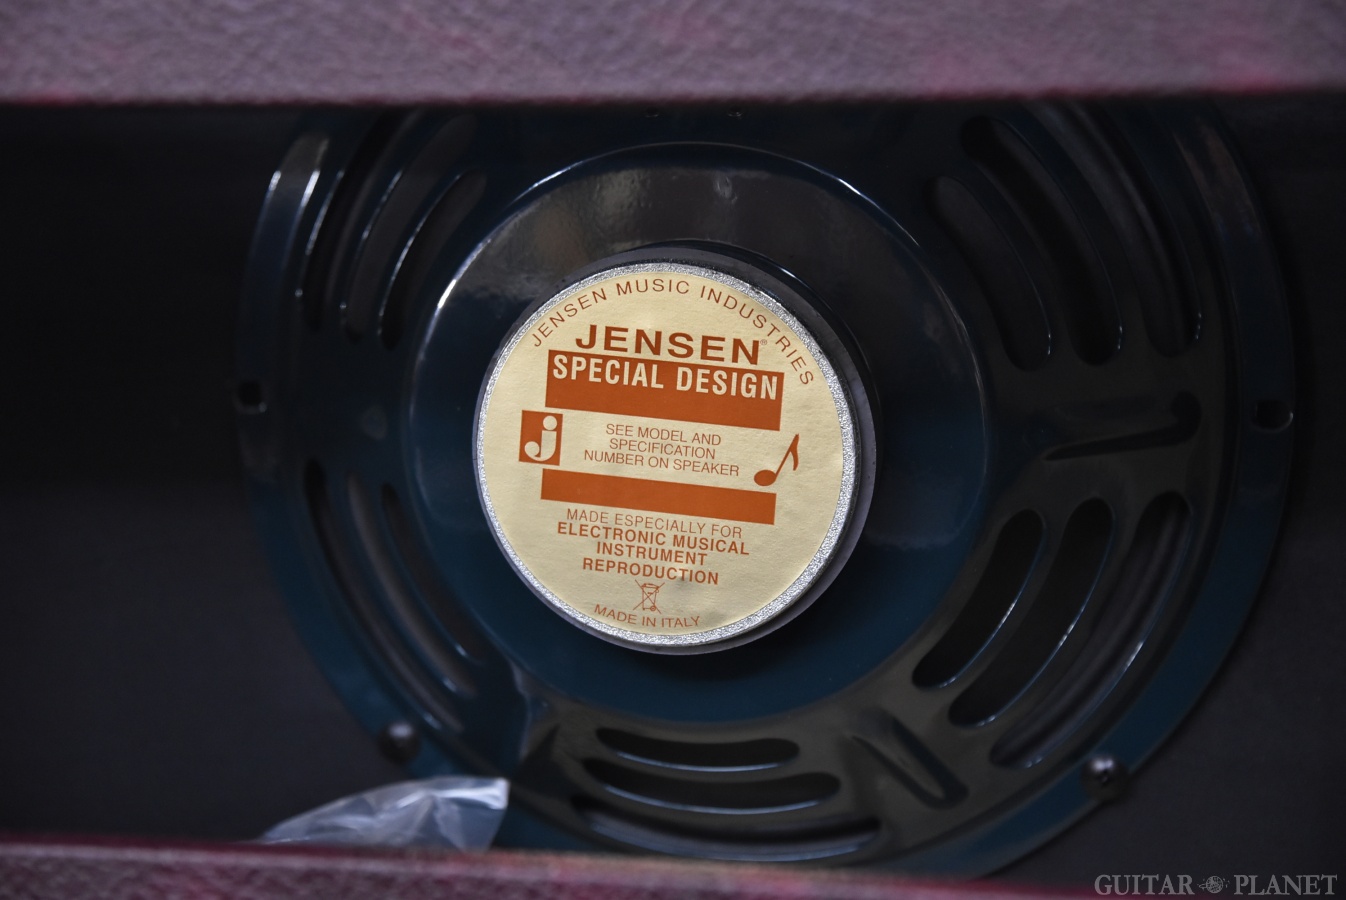 JENSEN MUSIC INDUSTRIES
JENSEN®
SPECIAL DESIGN
j
SEE MODEL AND
SPECIFICATION
NUMBER ON SPEAKER
MADE ESPECIALLY FOR
ELECTRONIC MUSICAL
INSTRUMENT
REPRODUCTION
MADE IN ITALY
GUITAR PLANET